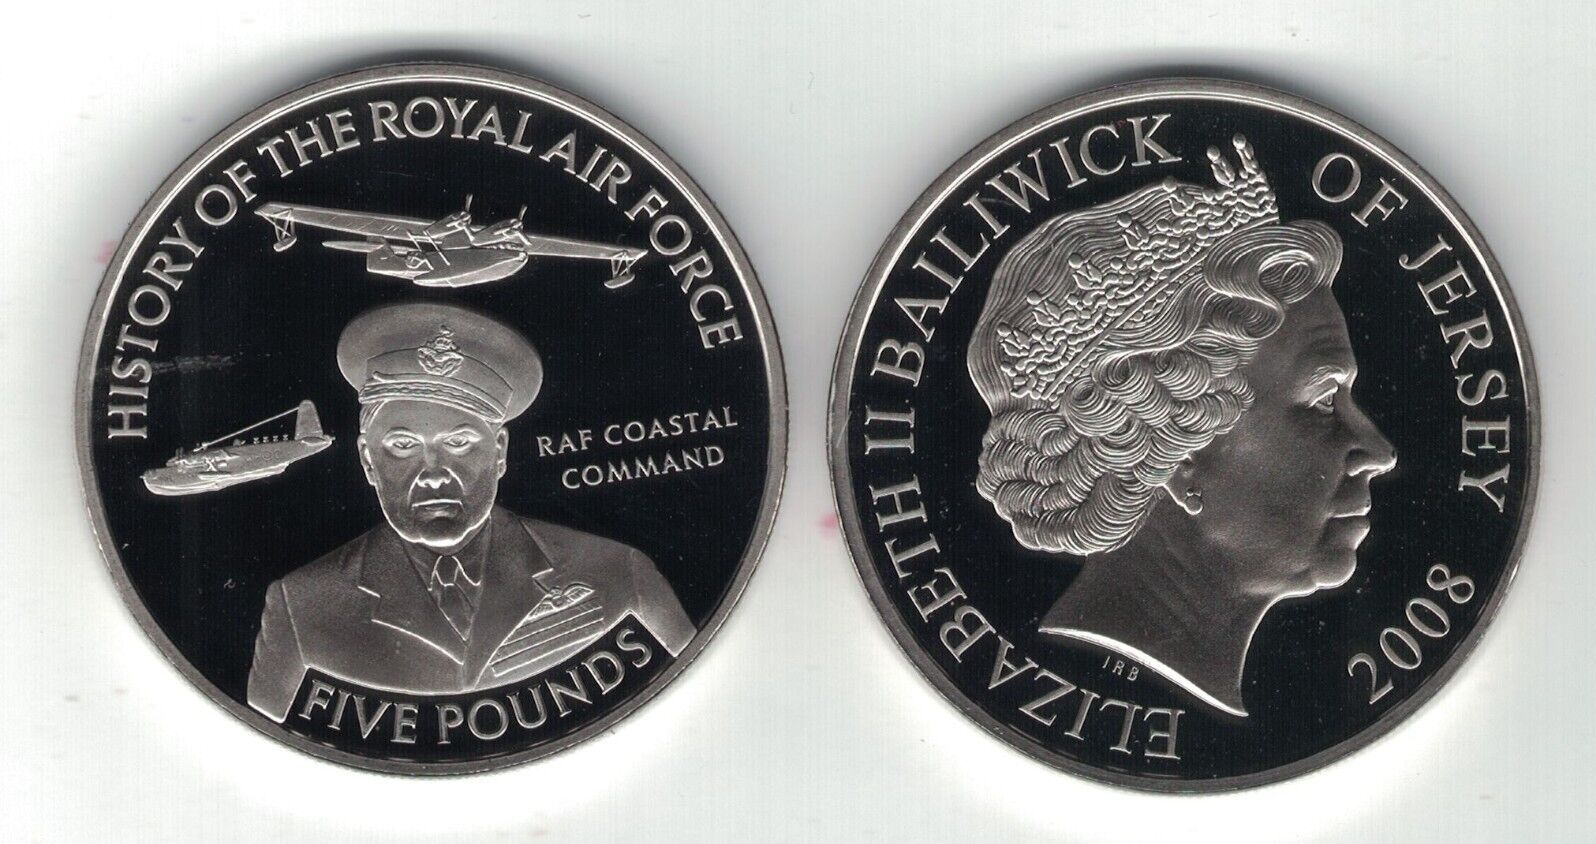 HISTORY OF THE ROYAL AIR FORCE
RAF COASTAL
COMMAND
FIVE POUNDS
ELIZABETH II BAILIWICK OF JERSEY
2008
IRB